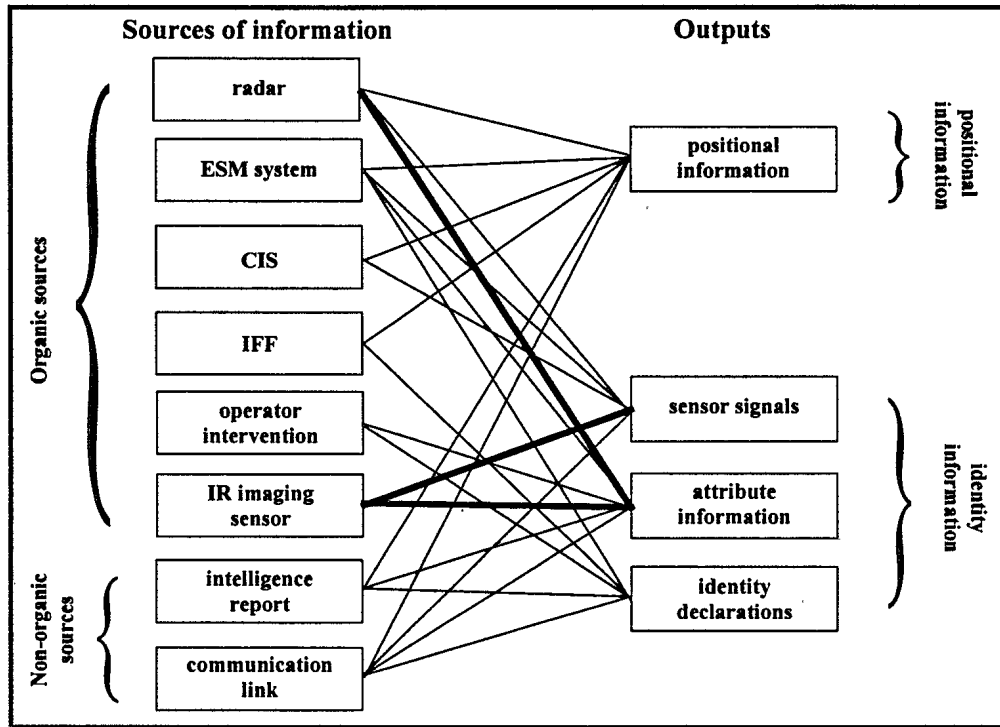 Sources of information
Outputs
Organic sources
Non-organic
sources
radar
ESM system
CIS
IFF
operator
intervention
IR imaging
sensor
intelligence
report
communication
link
positional
information
sensor signals
attribute
information
identity
declarations
positional
information
identity
information